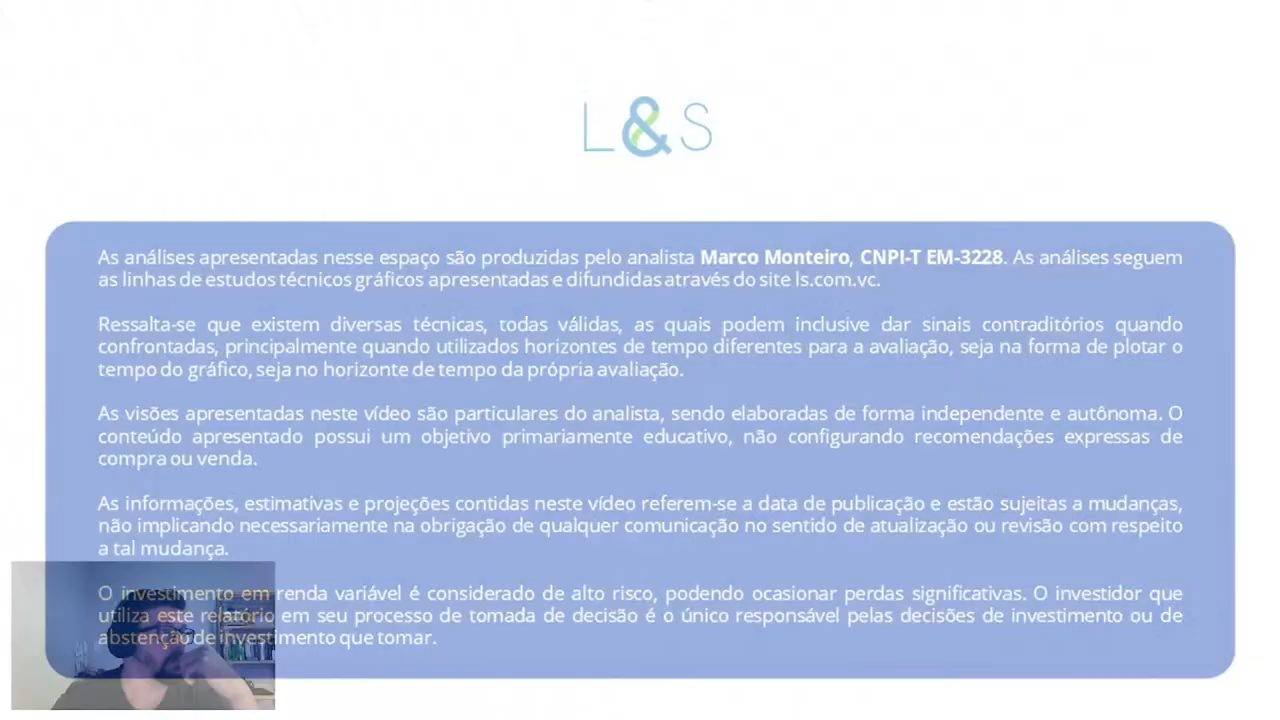 L&S
As análises apresentadas nesse espaço são produzidas pelo analista Marco Monteiro, CNPI-T EM-3228. As análises seguem
as linhas de estudos técnicos gráficos apresentadas e difundidas através do site ls.com.vc.
Ressalta-se que existem diversas técnicas, todas válidas, as quais podem inclusive dar sinais contraditórios quando
confrontadas, principalmente quando utilizados horizontes de tempo diferentes para a avaliação, seja na forma de plotar o
tempo do gráfico, seja no horizonte de tempo da própria avaliação.
As visões apresentadas neste vídeo são particulares do analista, sendo elaboradas de forma independente e autônoma. O
conteúdo apresentado possui um objetivo primariamente educativo, não configurando recomendações expressas de
compra ou venda.
As informações, estimativas e projeções contidas neste vídeo referem-se a data de publicação e estão sujeitas a mudanças,
não implicando necessariamente na obrigação de qualquer comunicação no sentido de atualização ou revisão com respeito
a tal mudança.
O investimento em renda variável é considerado de alto risco, podendo ocasionar perdas significativas. O investidor que
utiliza este relatório em seu processo de tomada de decisão é o único responsável pelas decisões de investimento ou de
abstenção de investimento que tomar.